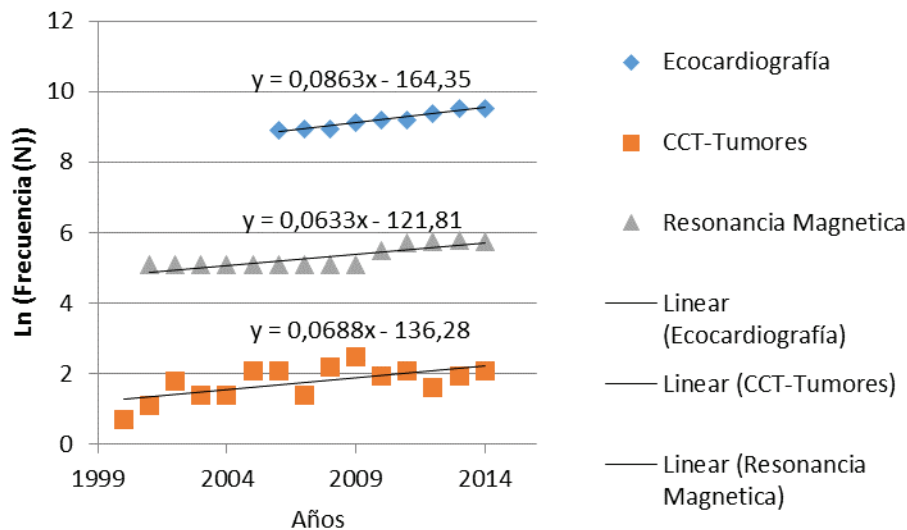 12
10
8
6
4
2
0
Ln (Frecuencia (N))
y = 0,0863x - 164,35
y = 0,0633x - 121,81
y = 0,0688x - 136,28
1999
2004
2009
2014
Años
Ecocardiografía
CCT-Tumores
Resonancia Magnetica
Linear
(Ecocardiografía)
Linear (CCT-Tumores)
Linear (Resonancia
Magnetica)